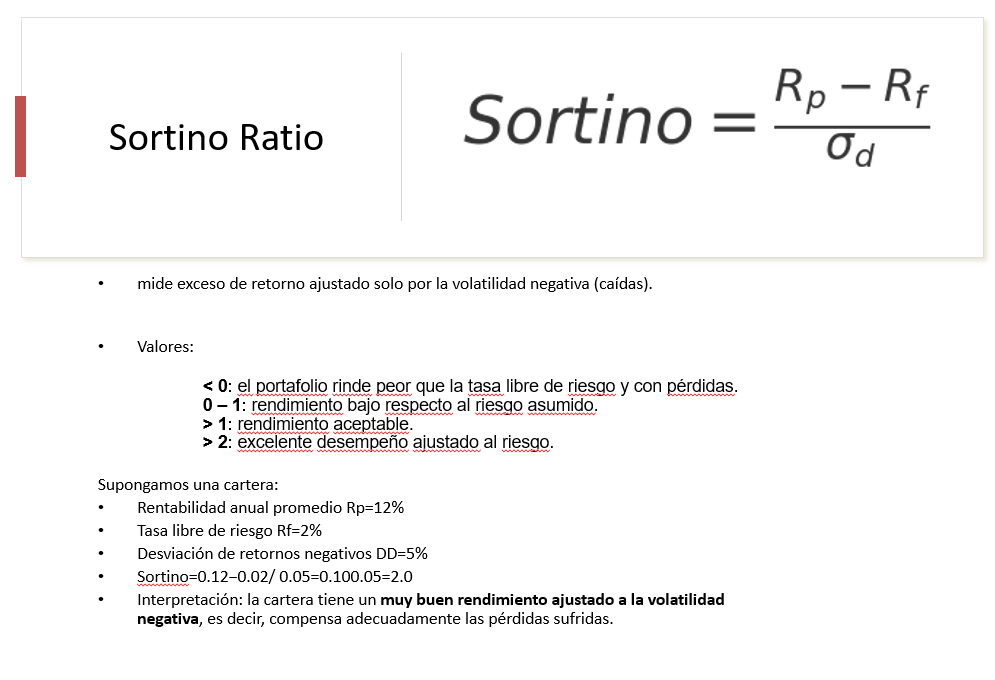 Sortino Ratio
Sortino = (R_p − R_f) / σ_d
• mide exceso de retorno ajustado solo por la volatilidad negativa (caídas).
• Valores:
< 0: el portafolio rinde peor que la tasa libre de riesgo y con pérdidas.
0 – 1: rendimiento bajo respecto al riesgo asumido.
> 1: rendimiento aceptable.
> 2: excelente desempeño ajustado al riesgo.
Supongamos una cartera:
• Rentabilidad anual promedio Rp=12%
• Tasa libre de riesgo Rf=2%
• Desviación de retornos negativos DD=5%
• Sortino=0.12−0.02/ 0.05=0.100.05=2.0
• Interpretación: la cartera tiene un muy buen rendimiento ajustado a la volatilidad
negativa, es decir, compensa adecuadamente las pérdidas sufridas.